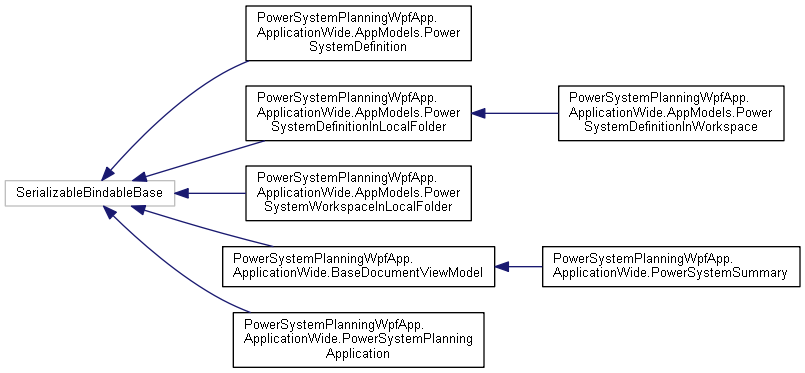 PowerSystemPlanningWpfApp.
ApplicationWide.AppModels.Power
SystemDefinition
PowerSystemPlanningWpfApp.
ApplicationWide.AppModels.Power
SystemDefinitionInLocalFolder
PowerSystemPlanningWpfApp.
ApplicationWide.AppModels.Power
SystemDefinitionInWorkspace
SerializableBindableBase
PowerSystemPlanningWpfApp.
ApplicationWide.AppModels.Power
SystemWorkspaceInLocalFolder
PowerSystemPlanningWpfApp.
ApplicationWide.BaseDocumentViewModel
PowerSystemPlanningWpfApp.
ApplicationWide.PowerSystemSummary
PowerSystemPlanningWpfApp.
ApplicationWide.PowerSystemPlanning
Application